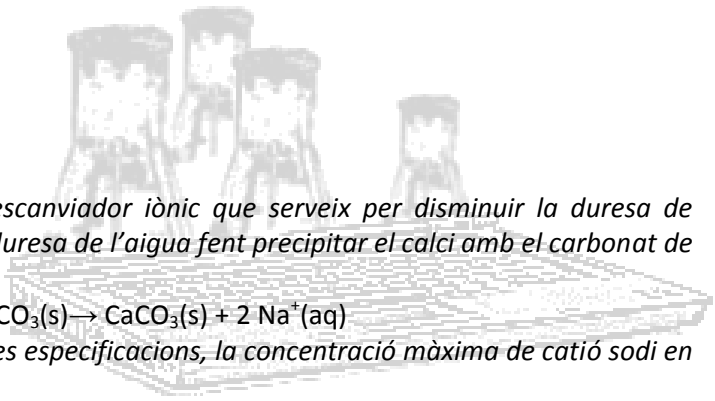 escanviador iònic que serveix per disminuir la duresa de
duresa de l'aigua fent precipitar el calci amb el carbonat de
CO₃(s)→ CaCO₃(s) + 2 Na⁺(aq)
es especificacions, la concentració màxima de catió sodi en